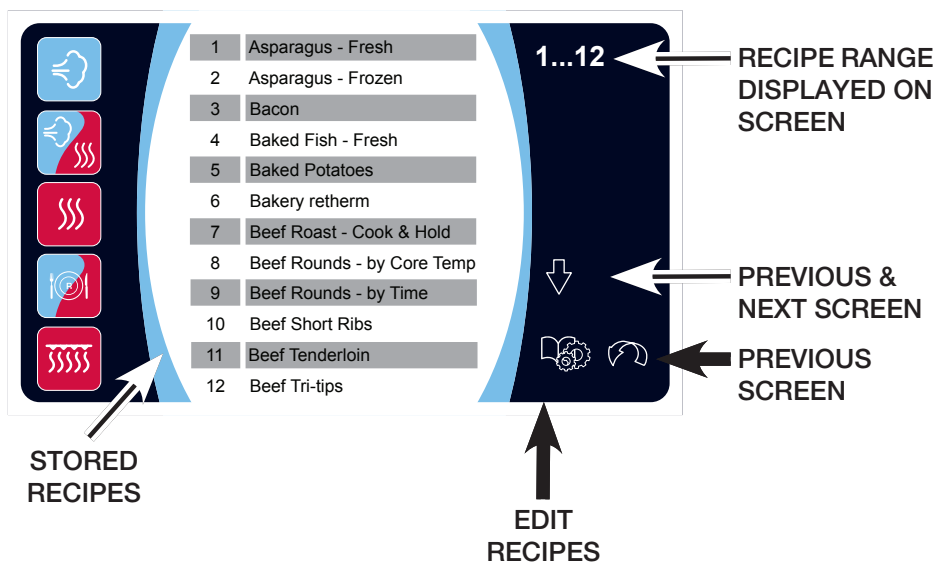 1 Asparagus - Fresh
2 Asparagus - Frozen
3 Bacon
4 Baked Fish - Fresh
5 Baked Potatoes
6 Bakery retherm
7 Beef Roast - Cook & Hold
8 Beef Rounds - by Core Temp
9 Beef Rounds - by Time
10 Beef Short Ribs
11 Beef Tenderloin
12 Beef Tri-tips
R
1...12
RECIPE RANGE
DISPLAYED ON
SCREEN
PREVIOUS &
NEXT SCREEN
PREVIOUS
SCREEN
STORED
RECIPES
EDIT
RECIPES